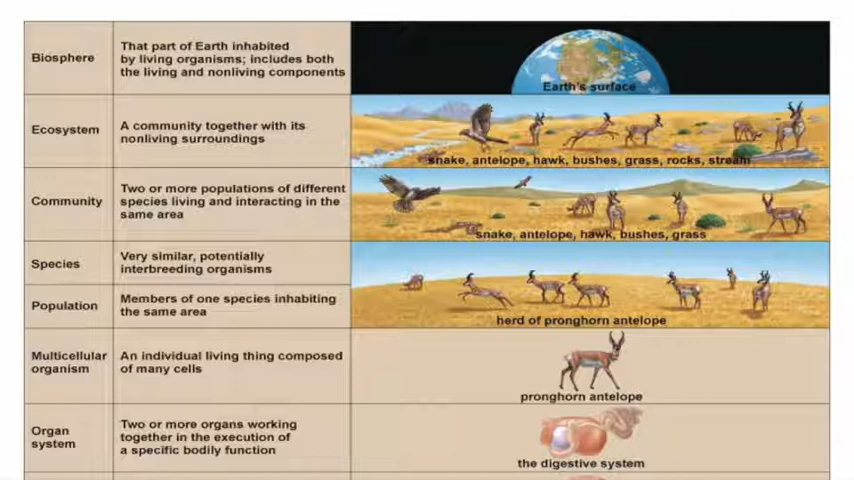 Biosphere
That part of Earth inhabited
by living organisms; includes both
the living and nonliving components
Earth's surface
Ecosystem
A community together with its
nonliving surroundings
snake, antelope, hawk, bushes, grass, rocks, stream
Community
Two or more populations of different
species living and interacting in the
same area
snake, antelope, hawk, bushes, grass
Species
Very similar, potentially
interbreeding organisms
Population
Members of one species inhabiting
the same area
herd of pronghorn antelope
Multicellular
organism
An individual living thing composed
of many cells
pronghorn antelope
Organ
system
Two or more organs working
together in the execution of
a specific bodily function
the digestive system